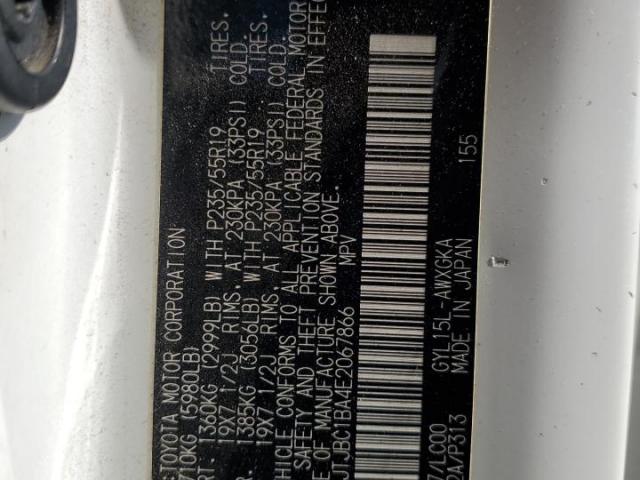 TOYOTA MOTOR CORPORATION
710KG (5980LB)
RT. 1360KG (2999LB) WITH P235/55R19 TIRES.
19X7 1/2J RIMS. AT 230KPA (33PSI) COLD.
RR. 1385KG (3056LB) WITH P235/55R19 TIRES.
19X7 1/2J RIMS. AT 230KPA (33PSI) COLD.
HICLE CONFORMS TO ALL APPLICABLE FEDERAL MOTOR
SAFETY AND THEFT PREVENTION STANDARDS IN EFFEC
E OF MANUFACTURE SHOWN ABOVE.
JTJBC1BA4E2067866 MPV
7/LC00 GYL15L-AWXGKA 155
2A/P313 MADE IN JAPAN